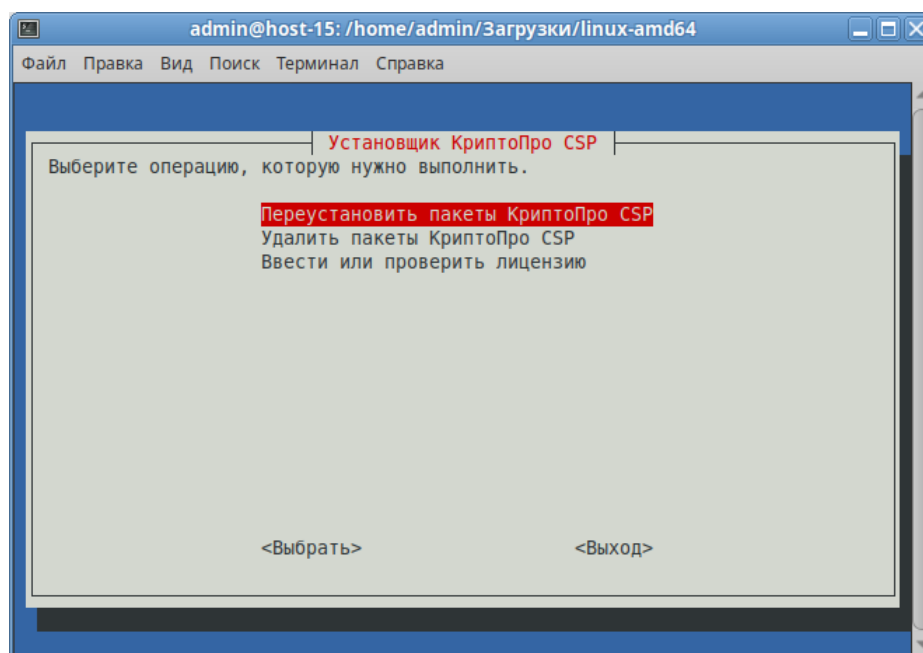 admin@host-15: /home/admin/Загрузки/linux-amd64
Файл Правка Вид Поиск Терминал Справка
Установщик КриптоПро CSP
Выберите операцию, которую нужно выполнить.
Переустановить пакеты КриптоПро CSP
Удалить пакеты КриптоПро CSP
Ввести или проверить лицензию
<Выбрать> <Выход>